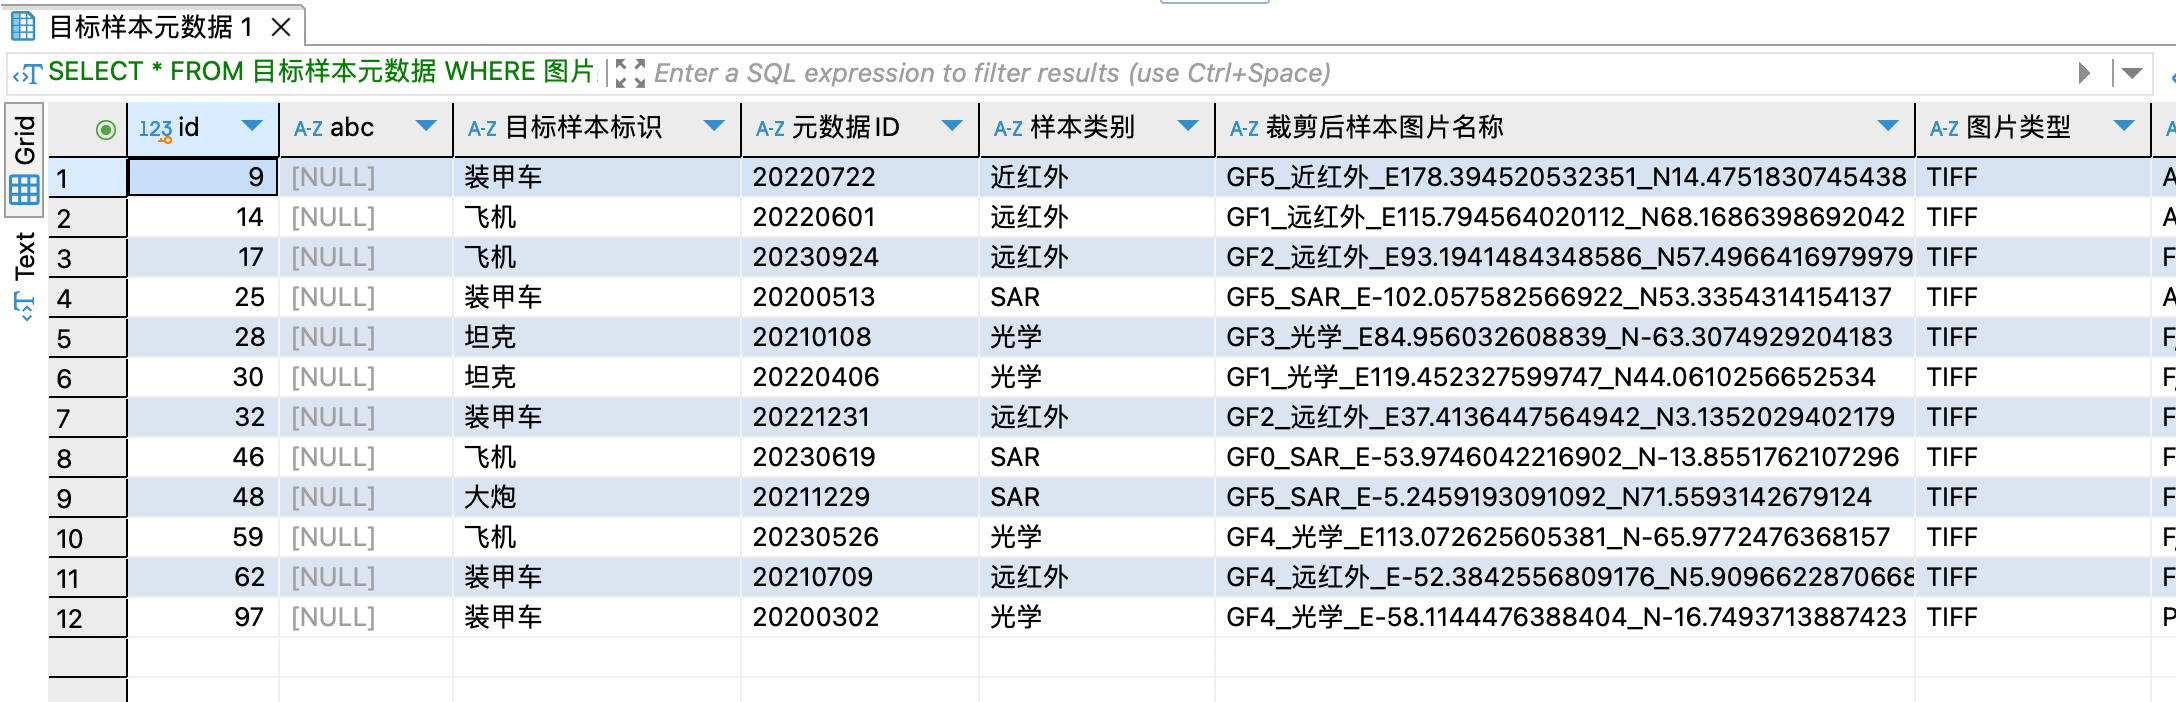 目标样本元数据 1
SELECT * FROM 目标样本元数据 WHERE 图片 Enter a SQL expression to filter results (use Ctrl+Space)
Grid
Text
123 id A-Z abc A-Z 目标样本标识 A-Z 元数据ID A-Z 样本类别 A-Z 裁剪后样本图片名称 A-Z 图片类型 A
1 9 [NULL] 装甲车 20220722 近红外 GF5_近红外_E178.394520532351_N14.4751830745438 TIFF A
2 14 [NULL] 飞机 20220601 远红外 GF1_远红外_E115.794564020112_N68.1686398692042 TIFF A
3 17 [NULL] 飞机 20230924 远红外 GF2_远红外_E93.1941484348586_N57.4966416979979 TIFF F
4 25 [NULL] 装甲车 20200513 SAR GF5_SAR_E-102.057582566922_N53.3354314154137 TIFF A
5 28 [NULL] 坦克 20210108 光学 GF3_光学_E84.956032608839_N-63.3074929204183 TIFF F
6 30 [NULL] 坦克 20220406 光学 GF1_光学_E119.452327599747_N44.0610256652534 TIFF F
7 32 [NULL] 装甲车 20221231 远红外 GF2_远红外_E37.4136447564942_N3.1352029402179 TIFF F
8 46 [NULL] 飞机 20230619 SAR GF0_SAR_E-53.9746042216902_N-13.8551762107296 TIFF F
9 48 [NULL] 大炮 20211229 SAR GF5_SAR_E-5.2459193091092_N71.5593142679124 TIFF F
10 59 [NULL] 飞机 20230526 光学 GF4_光学_E113.072625605381_N-65.9772476368157 TIFF F
11 62 [NULL] 装甲车 20210709 远红外 GF4_远红外_E-52.3842556809176_N5.9096622870668 TIFF F
12 97 [NULL] 装甲车 20200302 光学 GF4_光学_E-58.1144476388404_N-16.7493713887423 TIFF P